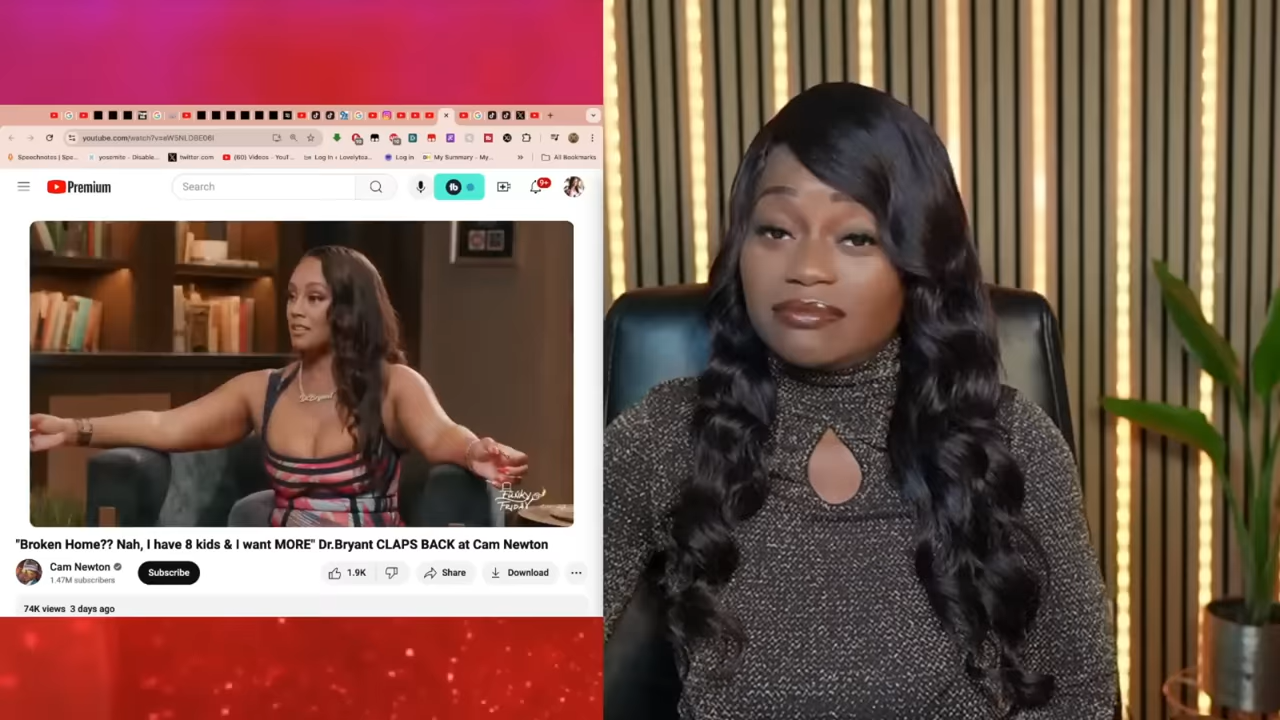 youtube.com/watch?v=aWSNLDBE06I
Speechnotes | Spe...
yosemite - Disable...
twitter.com
(60) Videos - YouT...
Log In ‹ Lovelytea...
Log in
My Summary - My...
»
All Bookmarks
Premium
Search
9+
Dr.Bryant
Funky
FRIDAY
"Broken Home?? Nah, I have 8 kids & I want MORE" Dr.Bryant CLAPS BACK at Cam Newton
Cam Newton
1.47M subscribers
Subscribe
1.9K
Share
Download
74K views 3 days ago